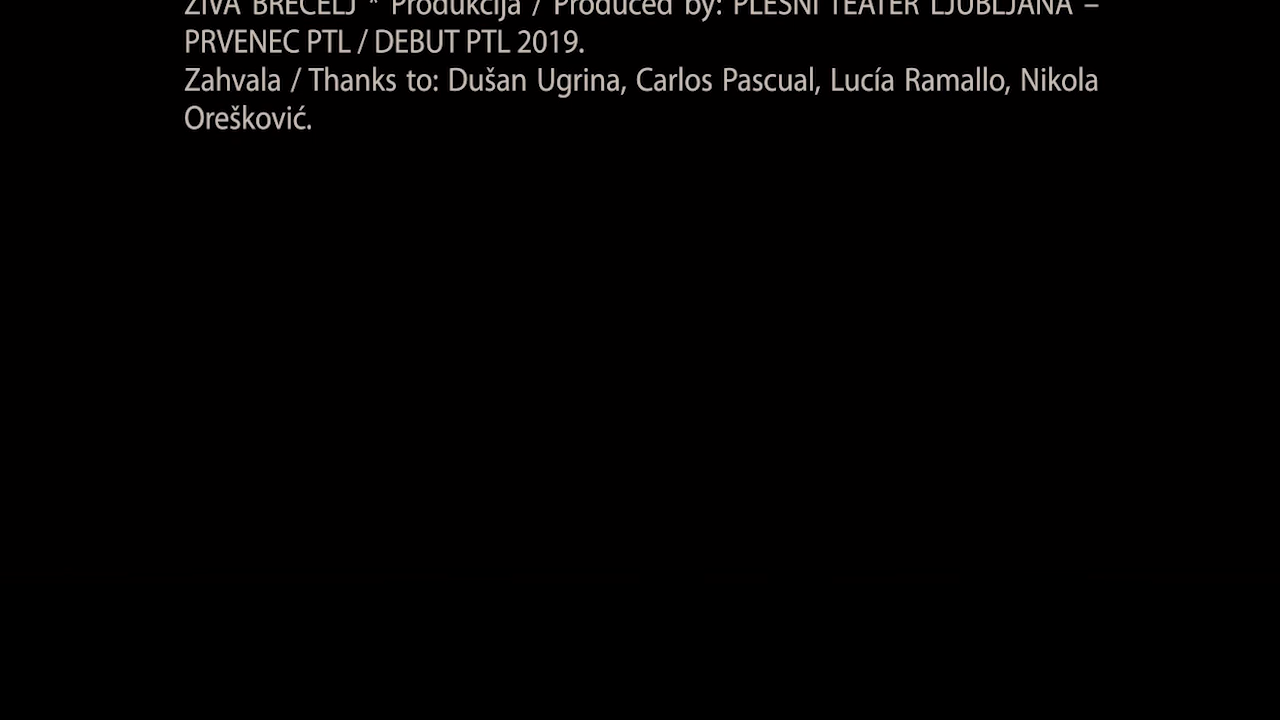 ŽIVA BRECELJ * Produkcija / Produced by: PLESNI TEATER LJUBLJANA –
PRVENEC PTL / DEBUT PTL 2019.
Zahvala / Thanks to: Dušan Ugrina, Carlos Pascual, Lucía Ramallo, Nikola
Orešković.